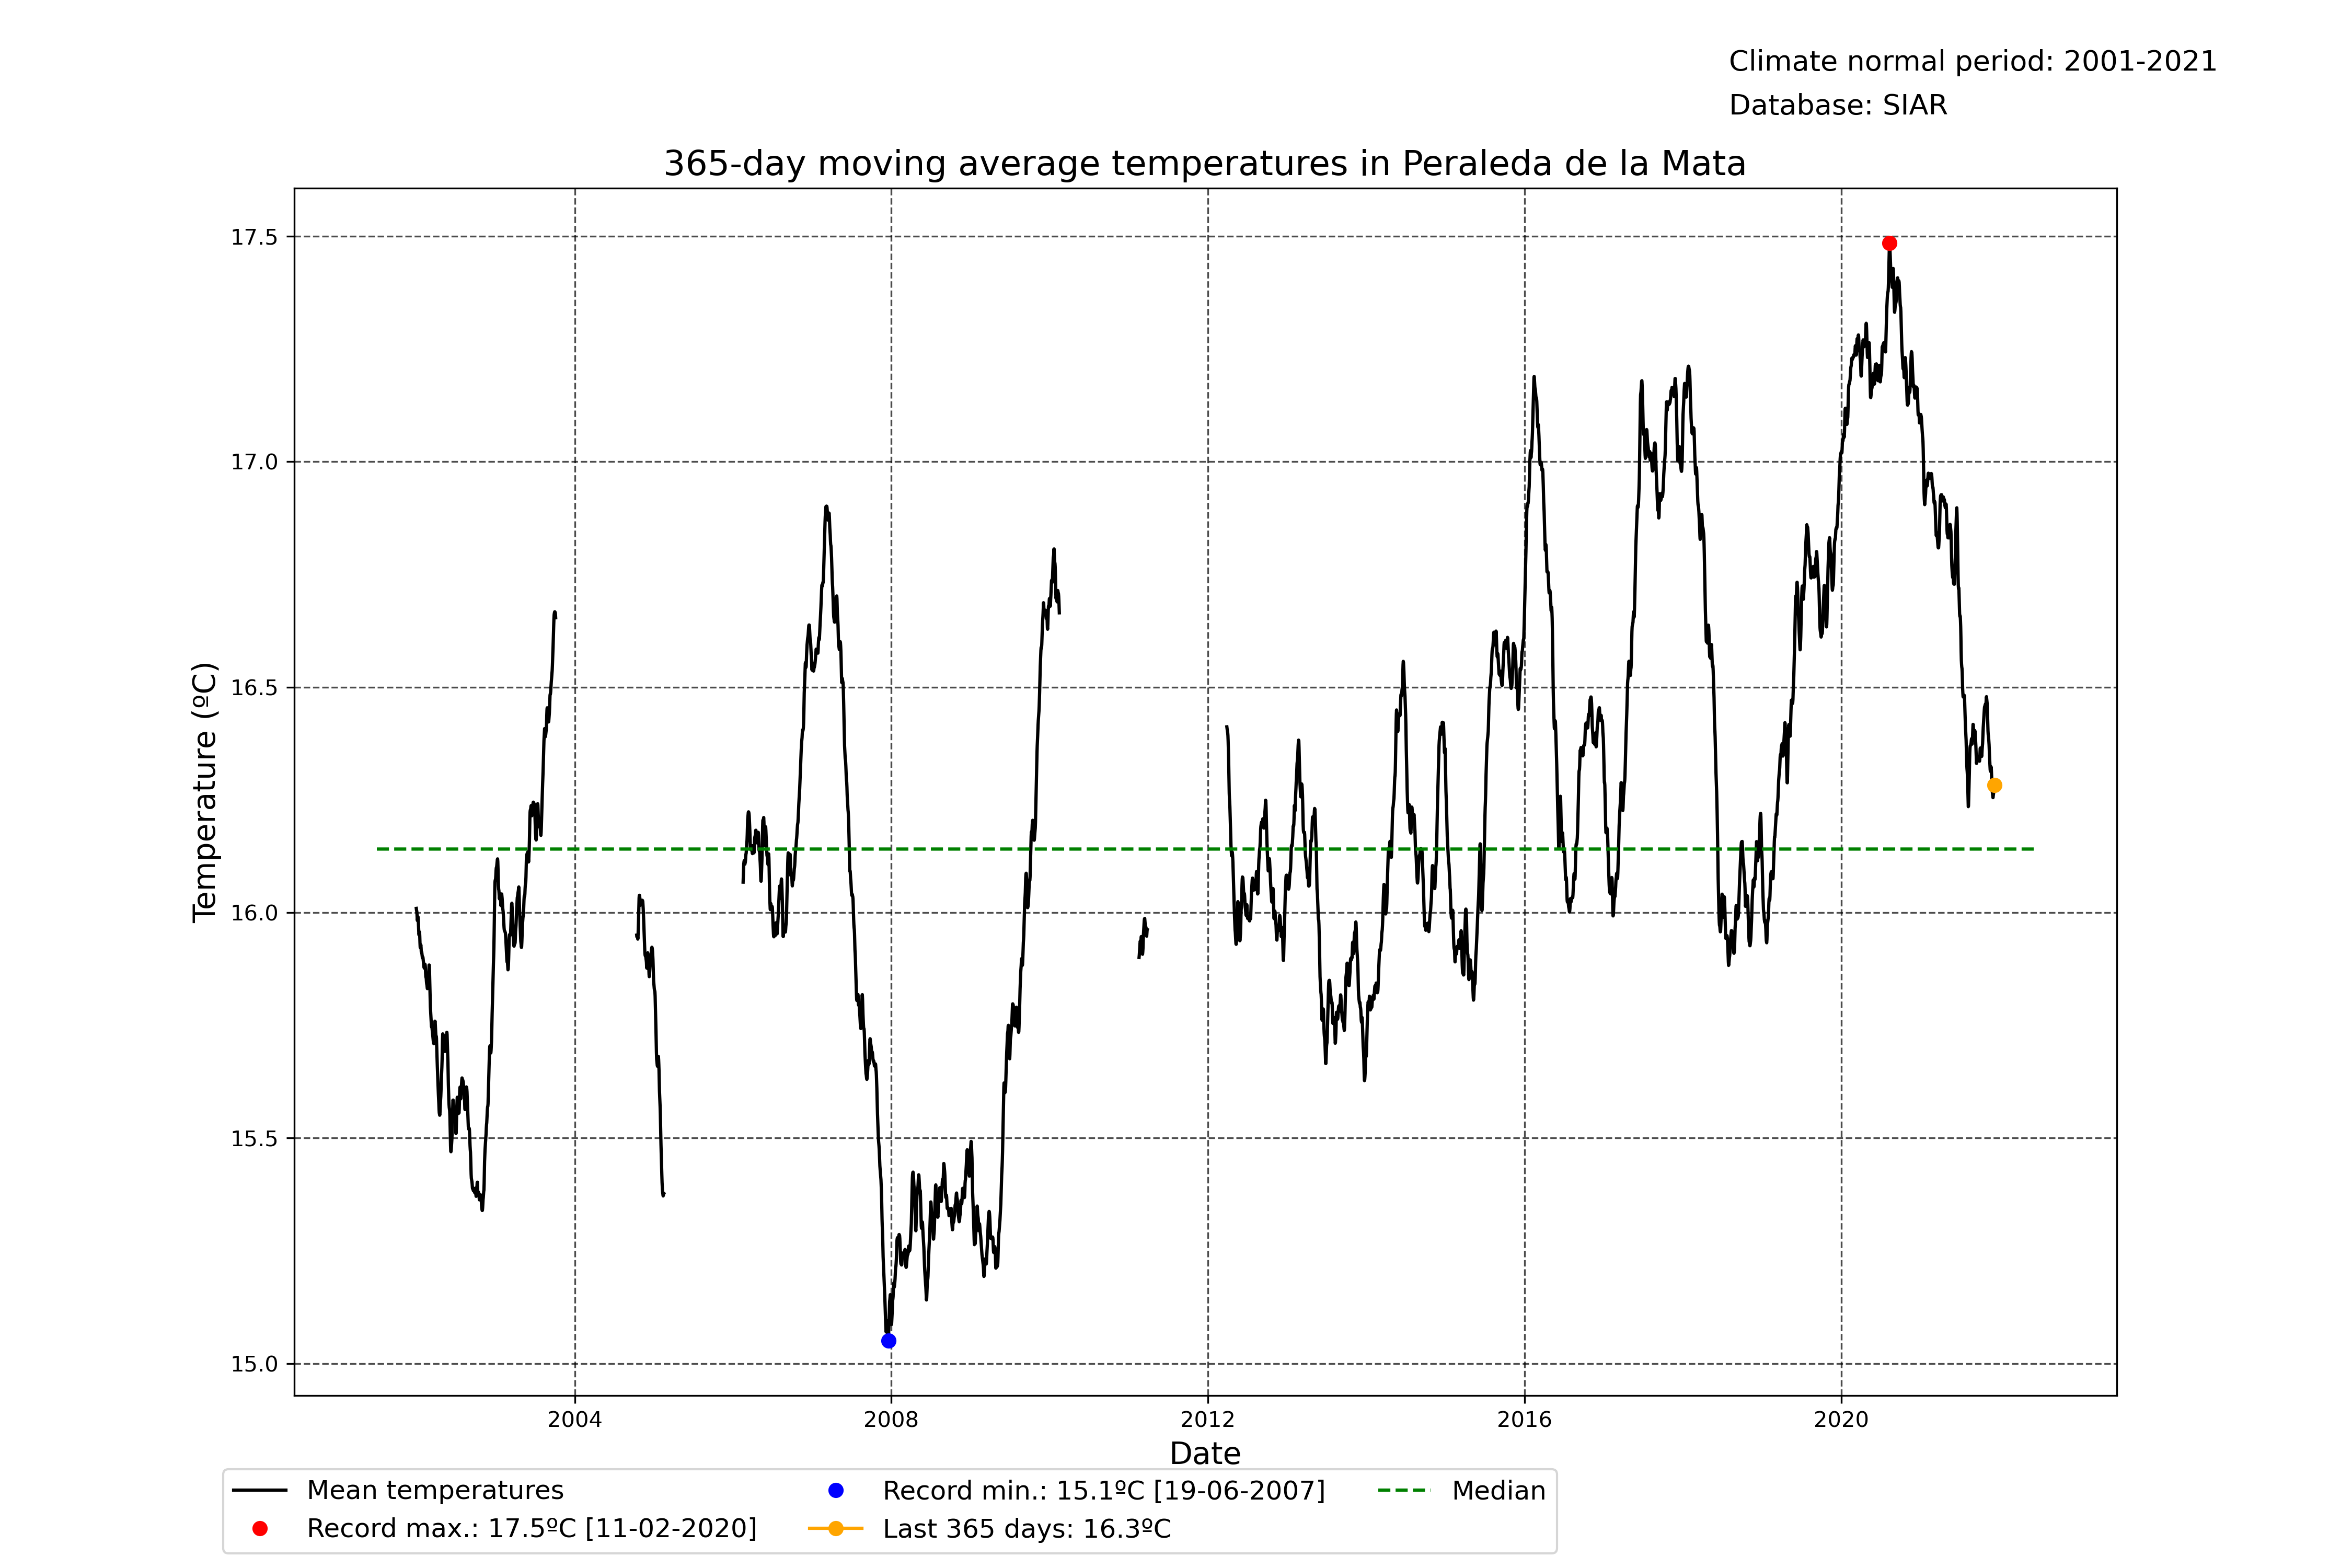 Climate normal period: 2001-2021
Database: SIAR
365-day moving average temperatures in Peraleda de la Mata
Temperature (ºC)
17.5
17.0
16.5
16.0
15.5
15.0
2004 2008 2012 2016 2020
Date
Mean temperatures
Record max.: 17.5ºC [11-02-2020]
Record min.: 15.1ºC [19-06-2007]
Last 365 days: 16.3ºC
Median